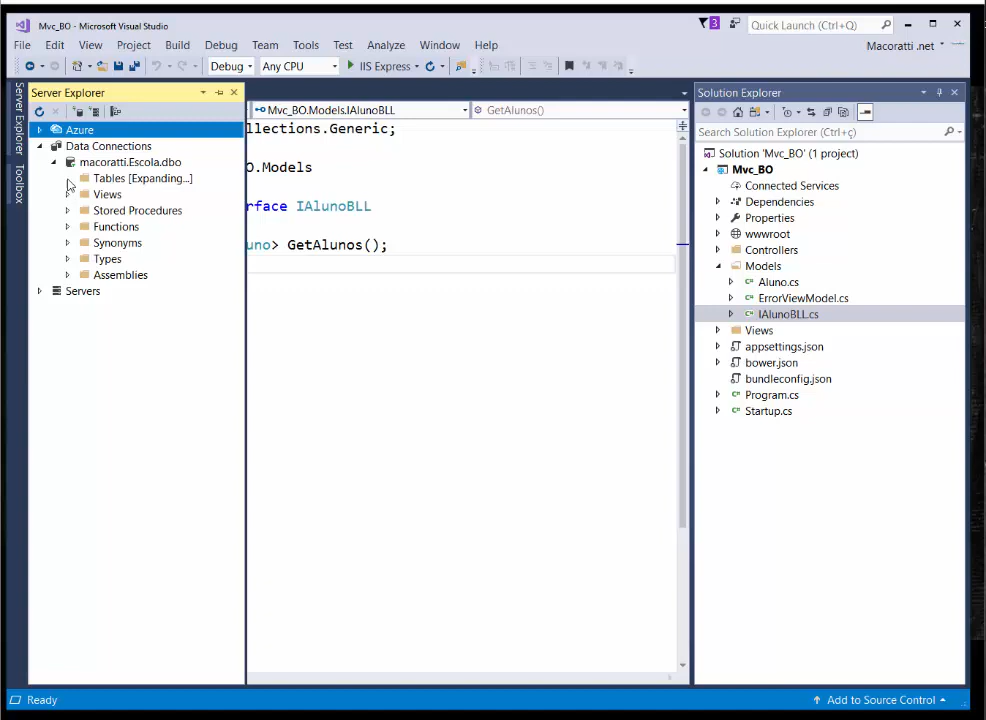 Mvc_BO - Microsoft Visual Studio
3
Quick Launch (Ctrl+Q)
File Edit View Project Build Debug Team Tools Test Analyze Window Help
Macoratti .net
Debug Any CPU IIS Express
Server Explorer
Toolbox
Server Explorer
Azure
Data Connections
macoratti.Escola.dbo
Tables [Expanding...]
Views
Stored Procedures
Functions
Synonyms
Types
Assemblies
Servers
Mvc_BO.Models.IAlunoBLL
GetAlunos()
llections.Generic;
O.Models
rface IAlunoBLL
uno> GetAlunos();
Solution Explorer
Search Solution Explorer (Ctrl+ç)
Solution 'Mvc_BO' (1 project)
Mvc_BO
Connected Services
Dependencies
Properties
wwwroot
Controllers
Models
Aluno.cs
ErrorViewModel.cs
IAlunoBLL.cs
Views
appsettings.json
bower.json
bundleconfig.json
Program.cs
Startup.cs
Ready
Add to Source Control